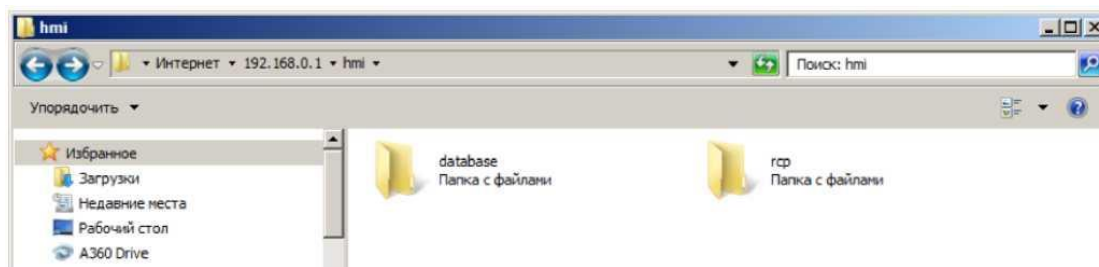 hmi
Интернет 192.168.0.1 hmi
Поиск: hmi
Упорядочить
Избранное
Загрузки
Недавние места
Рабочий стол
A360 Drive
database
Папка с файлами
rcp
Папка с файлами